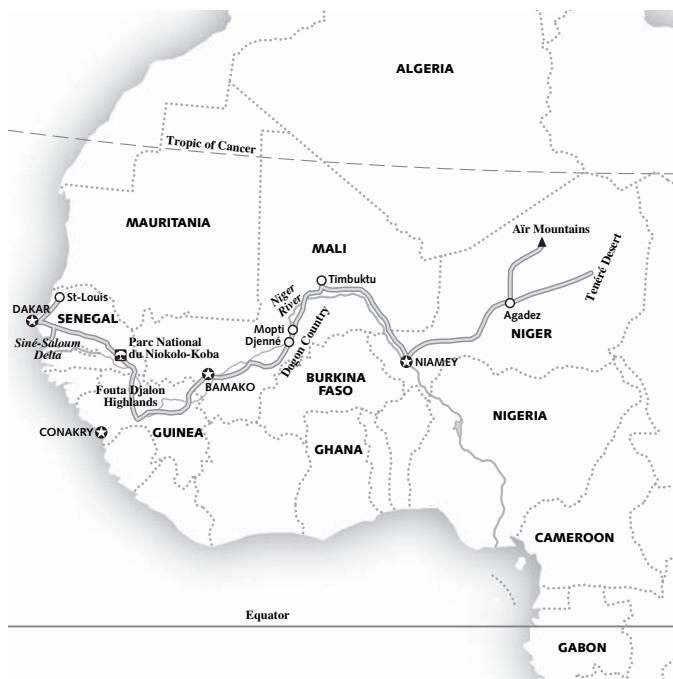 ALGERIA
Tropic of Cancer
MAURITANIA
MALI
Aïr Mountains
Tenéré Desert
Timbuktu
Niger
River
St-Louis
DAKAR
SENEGAL
Agadez
NIGER
Mopti
Djenné
Dogon Country
Siné-Saloum
Delta
Parc National
du Niokolo-Koba
NIAMEY
BAMAKO
BURKINA
FASO
Fouta Djalon
Highlands
NIGERIA
CONAKRY
GUINEA
GHANA
CAMEROON
Equator
GABON